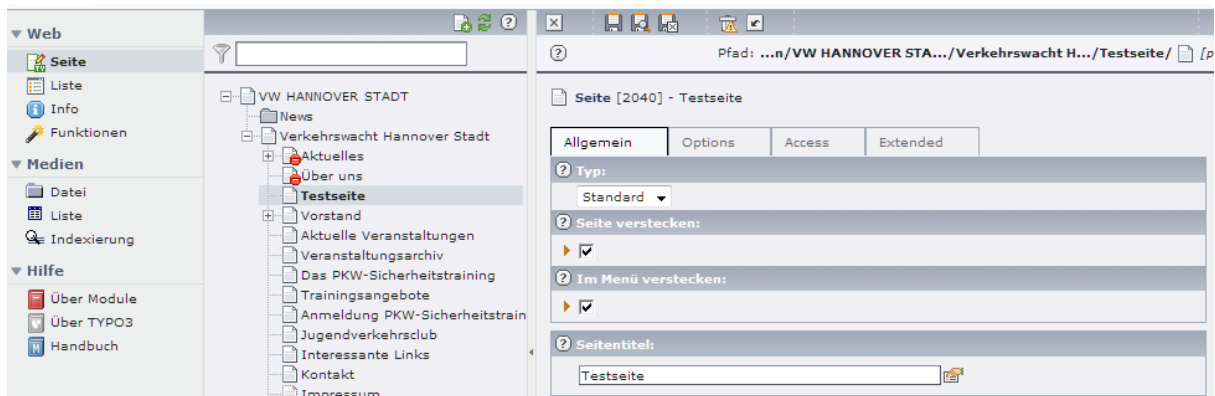 Web
Seite
Liste
Info
Funktionen
Medien
Datei
Liste
Indexierung
Hilfe
Über Module
Über TYPO3
Handbuch
VW HANNOVER STADT
News
Verkehrswacht Hannover Stadt
Aktuelles
Über uns
Testseite
Vorstand
Aktuelle Veranstaltungen
Veranstaltungsarchiv
Das PKW-Sicherheitstraining
Trainingsangebote
Anmeldung PKW-Sicherheitstrain
Jugendverkehrsclub
Interessante Links
Kontakt
Impressum
Pfad: ...n/VW HANNOVER STA.../Verkehrswacht H.../Testseite/ [p
Seite [2040] - Testseite
Allgemein Options Access Extended
Typ:
Standard
Seite verstecken:
Im Menü verstecken:
Seitentitel:
Testseite